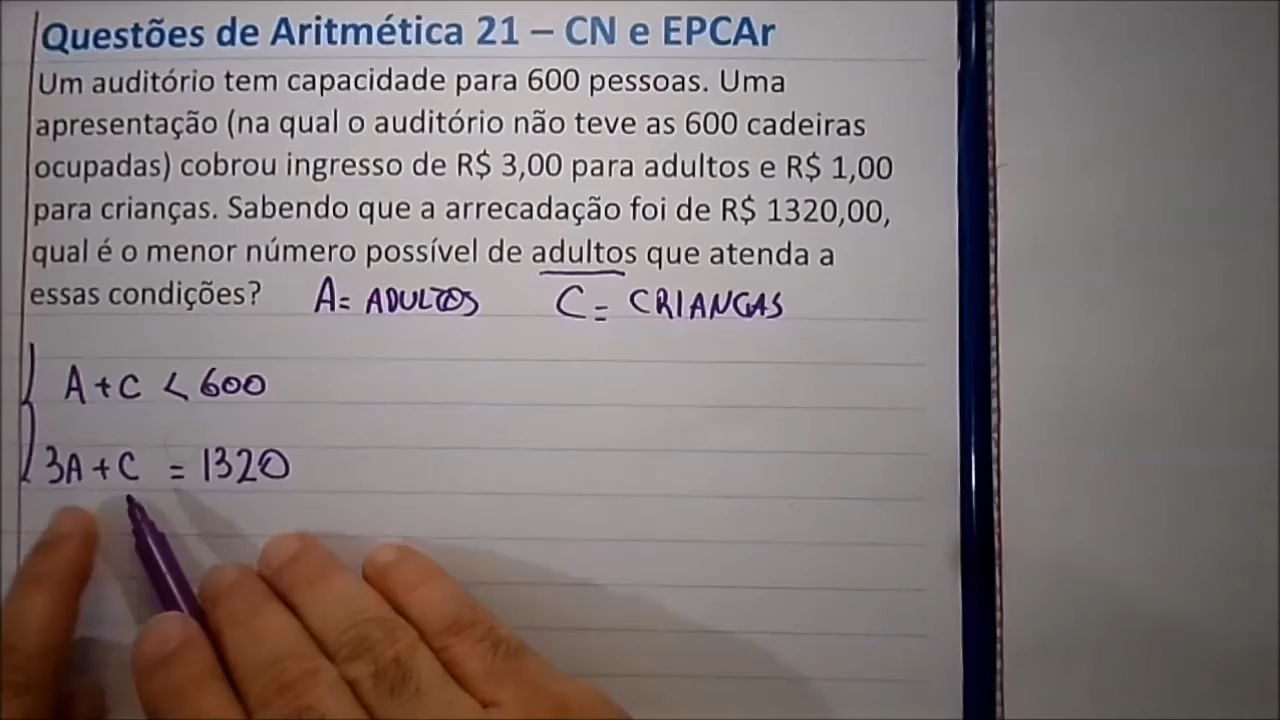 Questões de Aritmética 21 – CN e EPCAr
Um auditório tem capacidade para 600 pessoas. Uma
apresentação (na qual o auditório não teve as 600 cadeiras
ocupadas) cobrou ingresso de R$ 3,00 para adultos e R$ 1,00
para crianças. Sabendo que a arrecadação foi de R$ 1320,00,
qual é o menor número possível de adultos que atenda a
essas condições? A= ADULTOS C= CRIANCAS
A+C < 600
3A+C = 1320